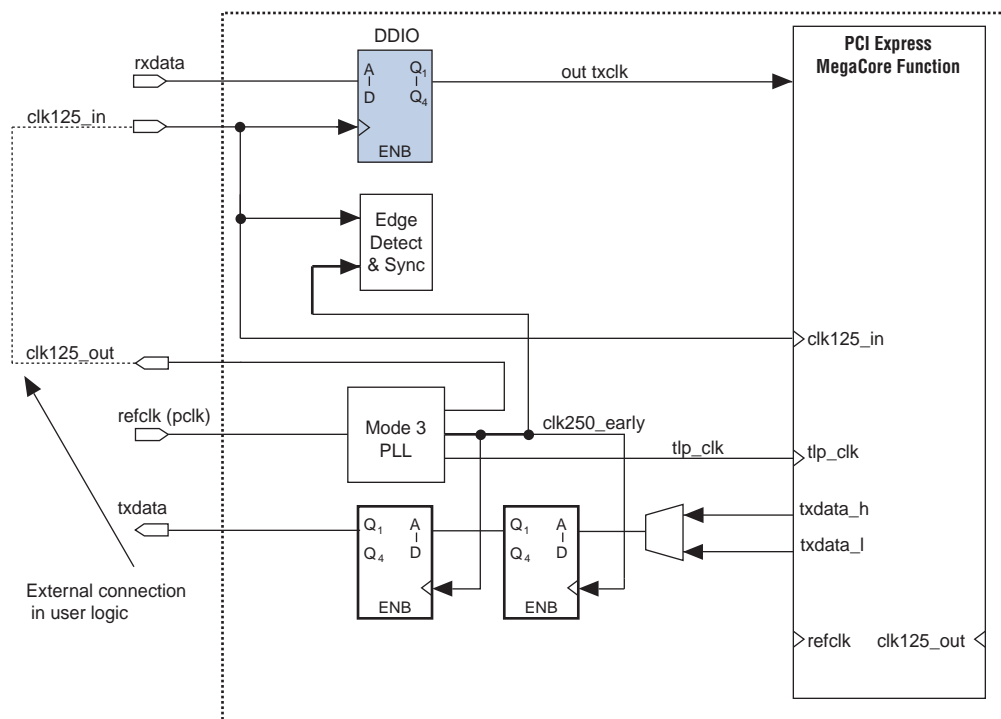 DDIO
PCI Express
MegaCore Function
rxdata
A
D
Q1
Q4
ENB
out txclk
clk125_in
Edge
Detect
& Sync
clk125_in
clk125_out
refclk (pclk)
Mode 3
PLL
clk250_early
tlp_clk
tlp_clk
txdata
Q1
Q4
A
D
ENB
Q1
Q4
A
D
ENB
txdata_h
txdata_l
External connection
in user logic
refclk
clk125_out